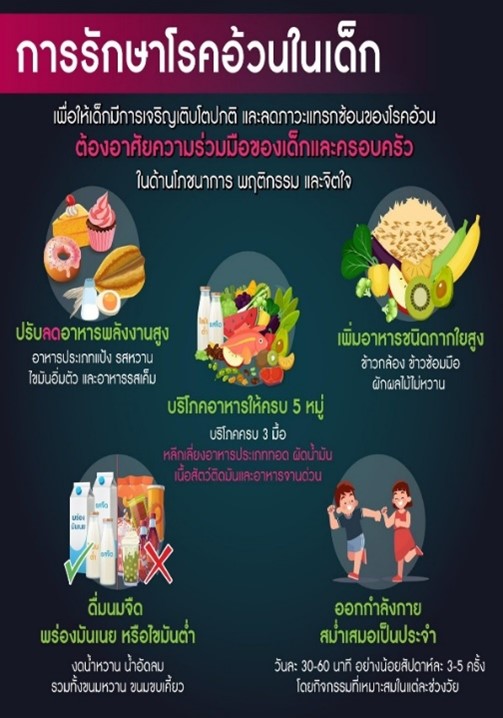 การรักษาโรคอ้วนในเด็ก
เพื่อให้เด็กมีการเจริญเติบโตปกติ และลดภาวะแทรกซ้อนของโรคอ้วน
ต้องอาศัยความร่วมมือของเด็กและครอบครัว
ในด้านโภชนาการ พฤติกรรม และจิตใจ
ปรับลดอาหารพลังงานสูง
อาหารประเภทแป้ง รสหวาน
ไขมันอิ่มตัว และอาหารรสเค็ม
เพิ่มอาหารชนิดกากใยสูง
ข้าวกล้อง ข้าวซ้อมมือ
ผักผลไม้ไม่หวาน
บริโภคอาหารให้ครบ 5 หมู่
บริโภคครบ 3 มื้อ
หลีกเลี่ยงอาหารประเภททอด ผัดน้ำมัน
เนื้อสัตว์ติดมันและอาหารจานด่วน
พร่อง
มันเนย
ดื่มนมจืด
พร่องมันเนย หรือไขมันต่ำ
งดน้ำหวาน น้ำอัดลม
รวมทั้งขนมหวาน ขนมขบเคี้ยว
ออกกำลังกาย
สม่ำเสมอเป็นประจำ
วันละ 30-60 นาที อย่างน้อยสัปดาห์ละ 3-5 ครั้ง
โดยกิจกรรมที่เหมาะสมในแต่ละช่วงวัย